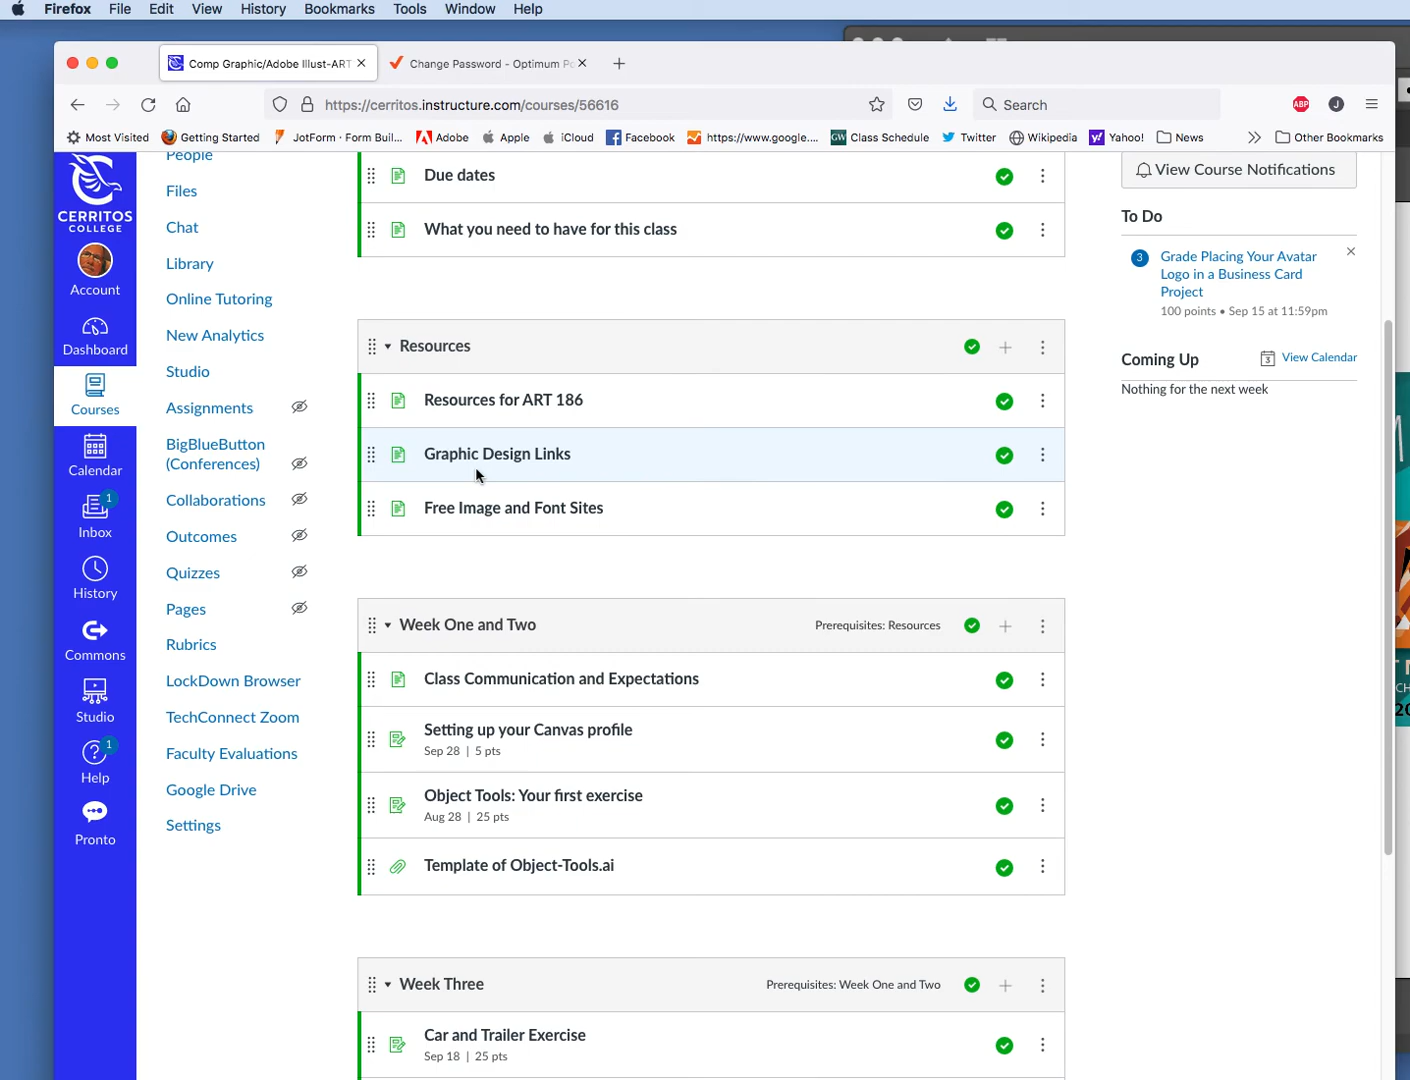 Firefox File Edit View History Bookmarks Tools Window Help
Comp Graphic/Adobe Illust-ART
Change Password - Optimum Po
https://cerritos.instructure.com/courses/56616
Search
ABP
J
Most Visited
Getting Started
JotForm · Form Buil...
Adobe
Apple
iCloud
Facebook
https://www.google....
GW Class Schedule
Twitter
Wikipedia
Yahoo!
News
Other Bookmarks
CERRITOS
COLLEGE
Account
Dashboard
Courses
Calendar
1
Inbox
History
Commons
Studio
1
Help
Pronto
People
Files
Chat
Library
Online Tutoring
New Analytics
Studio
Assignments
BigBlueButton
(Conferences)
Collaborations
Outcomes
Quizzes
Pages
Rubrics
LockDown Browser
TechConnect Zoom
Faculty Evaluations
Google Drive
Settings
Due dates
What you need to have for this class
Resources
Resources for ART 186
Graphic Design Links
Free Image and Font Sites
Week One and Two
Prerequisites: Resources
Class Communication and Expectations
Setting up your Canvas profile
Sep 28 | 5 pts
Object Tools: Your first exercise
Aug 28 | 25 pts
Template of Object-Tools.ai
Week Three
Prerequisites: Week One and Two
Car and Trailer Exercise
Sep 18 | 25 pts
View Course Notifications
To Do
3
Grade Placing Your Avatar
Logo in a Business Card
Project
100 points • Sep 15 at 11:59pm
Coming Up
3
View Calendar
Nothing for the next week